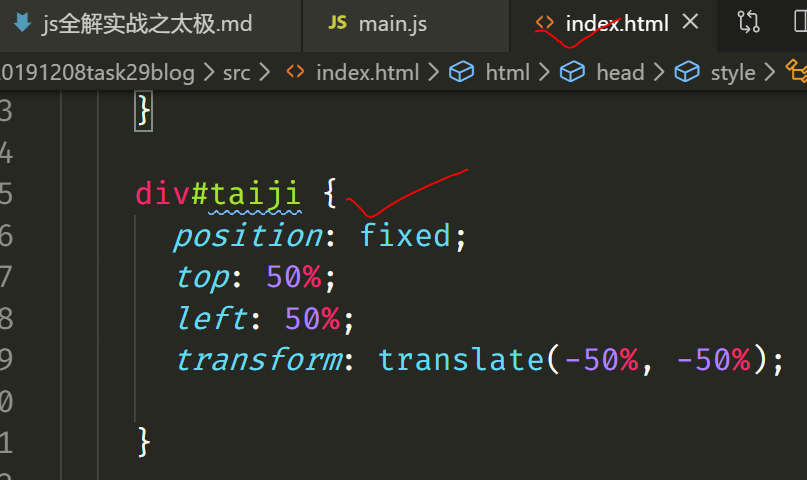 js全解实战之太极.md JS main.js index.html
0191208task29blog src index.html html head style
3 }
4
5 div#taiji {
6 position: fixed;
7 top: 50%;
8 left: 50%;
9 transform: translate(-50%, -50%);
0
1 }